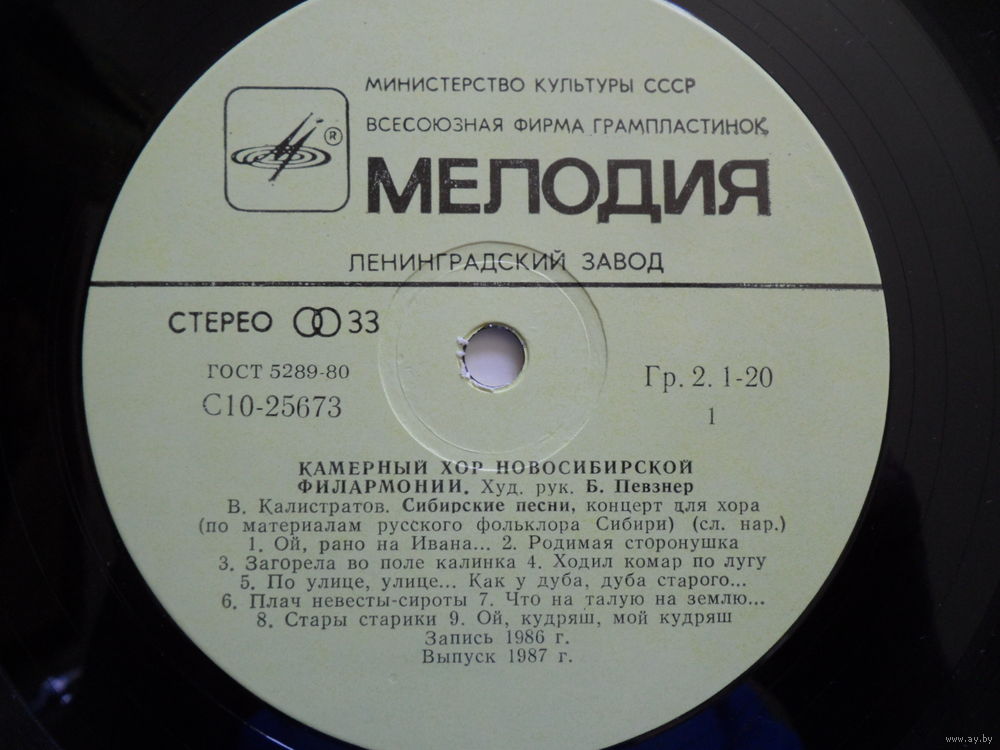 МИНИСТЕРСТВО КУЛЬТУРЫ СССР
ВСЕСОЮЗНАЯ ФИРМА ГРАМПЛАСТИНОК
®
МЕЛОДИЯ
ЛЕНИНГРАДСКИЙ ЗАВОД
СТЕРЕО 33
ГОСТ 5289-80
С10-25673
Гр. 2. 1-20
1
КАМЕРНЫЙ ХОР НОВОСИБИРСКОЙ
ФИЛАРМОНИИ. Худ. рук. Б. Певзнер
В. Калистратов. Сибирские песни, концерт для хора
(по материалам русского фольклора Сибири) (сл. нар.)
1. Ой, рано на Ивана... 2. Родимая сторонушка
3. Загорела во поле калинка 4. Ходил комар по лугу
5. По улице, улице... Как у дуба, дуба старого...
6. Плач невесты-сироты 7. Что на талую на землю...
8. Стары старики 9. Ой, кудряш, мой кудряш
Запись 1986 г.
Выпуск 1987 г.
www.ay.by